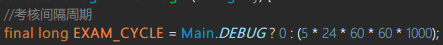 //考核间隔周期
final long EXAM_CYCLE = Main.DEBUG ? 0 : (5 * 24 * 60 * 60 * 1000);